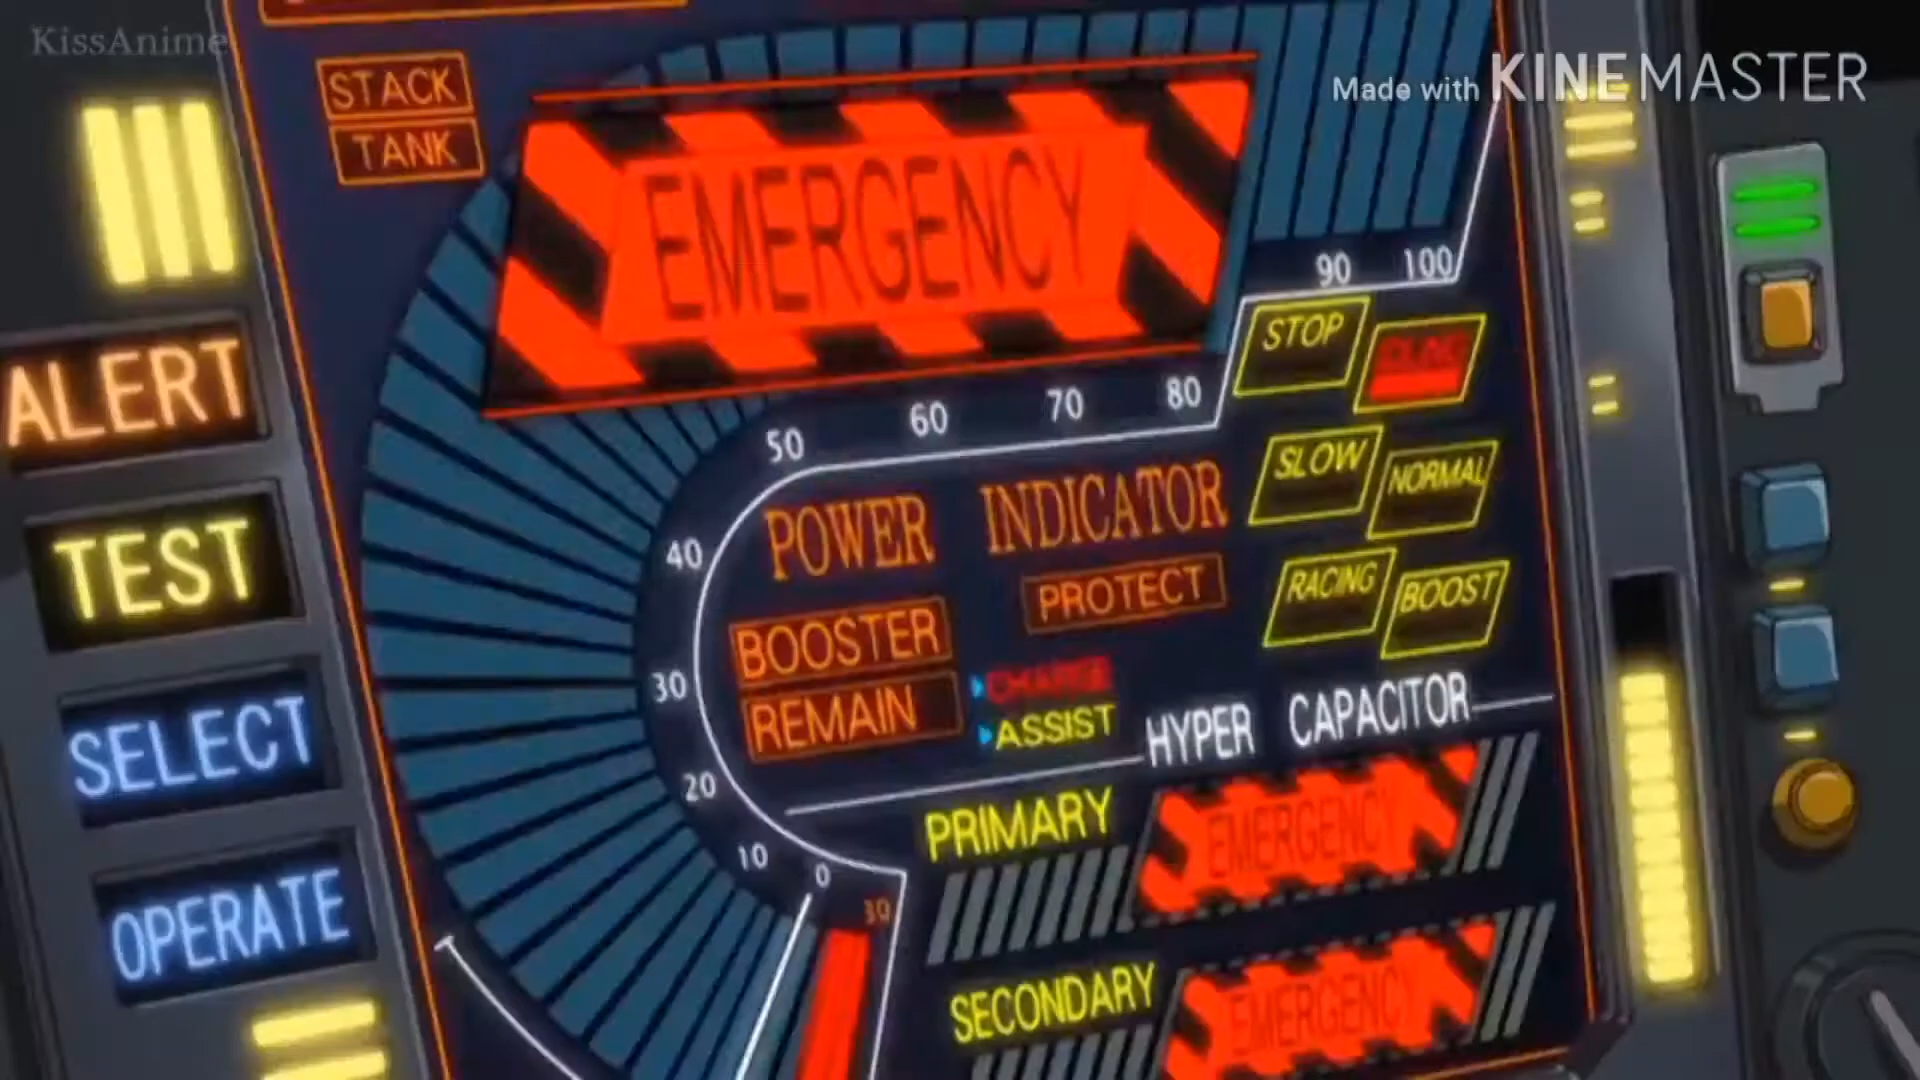 KissAnime
Made with KINEMASTER
STACK
TANK
EMERGENCY
90 100
STOP
ALERT
50 60 70 80
SLOW
NORMAL
POWER INDICATOR
TEST
40
PROTECT
RACING
BOOST
BOOSTER
30
CHARGE
REMAIN
ASSIST
HYPER CAPACITOR
SELECT
20
PRIMARY
EMERGENCY
10
0
30
OPERATE
SECONDARY
EMERGENCY